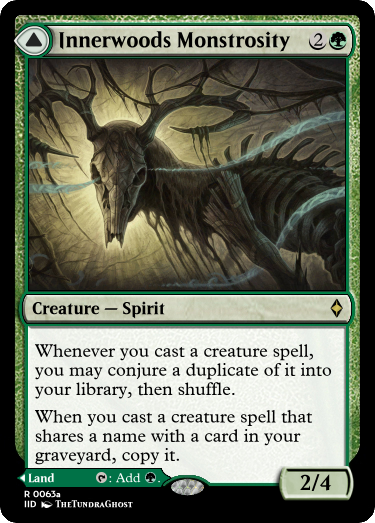 Innerwoods Monstrosity 2
Creature — Spirit
Whenever you cast a creature spell,
you may conjure a duplicate of it into
your library, then shuffle.
When you cast a creature spell that
shares a name with a card in your
graveyard, copy it.
Land : Add .
2/4
R 0063a
IID TheTundraGhost